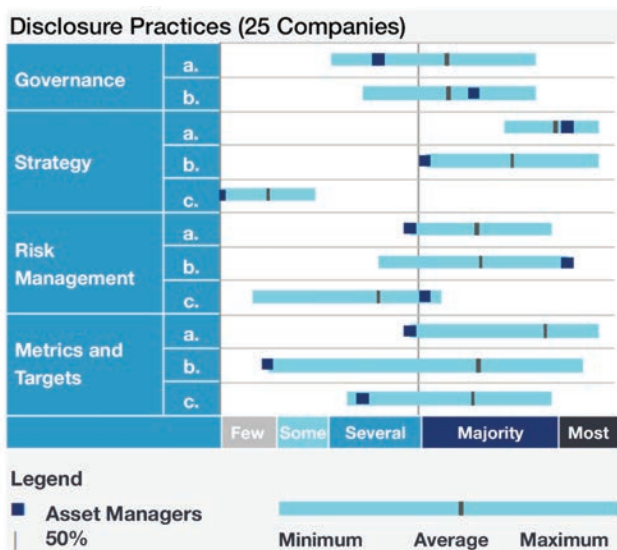 Disclosure Practices (25 Companies)
Governance
a.
b.
Strategy
a.
b.
c.
Risk
Management
a.
b.
c.
Metrics and
Targets
a.
b.
c.
Few Some Several Majority Most
Legend
Asset Managers
50%
Minimum Average Maximum